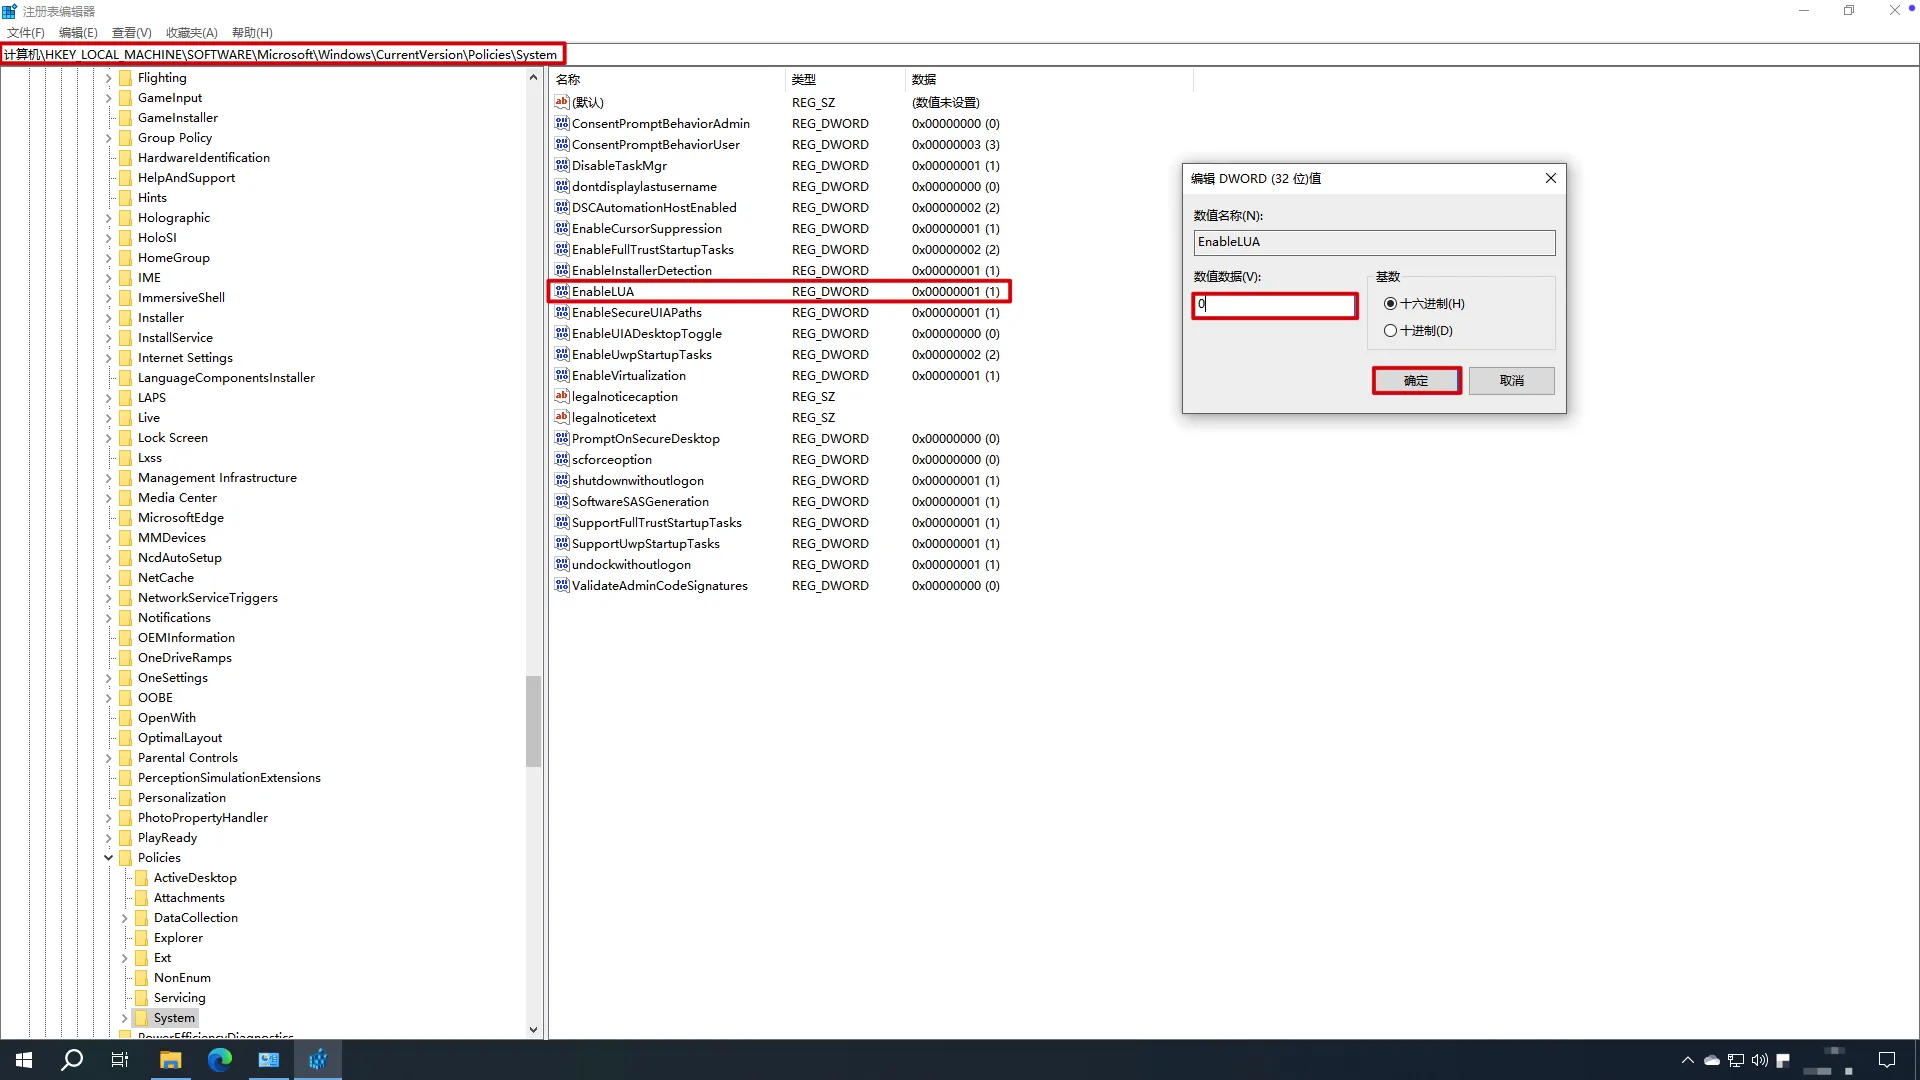 注册表编辑器
文件(F) 编辑(E) 查看(V) 收藏夹(A) 帮助(H)
计算机\HKEY_LOCAL_MACHINE\SOFTWARE\Microsoft\Windows\CurrentVersion\Policies\System
Flighting
GameInput
GameInstaller
Group Policy
HardwareIdentification
HelpAndSupport
Hints
Holographic
HoloSI
HomeGroup
IME
ImmersiveShell
Installer
InstallService
Internet Settings
LanguageComponentsInstaller
LAPS
Live
Lock Screen
Lxss
Management Infrastructure
Media Center
MicrosoftEdge
MMDevices
NcdAutoSetup
NetCache
NetworkServiceTriggers
Notifications
OEMInformation
OneDriveRamps
OneSettings
OOBE
OpenWith
OptimalLayout
Parental Controls
PerceptionSimulationExtensions
Personalization
PhotoPropertyHandler
PlayReady
Policies
ActiveDesktop
Attachments
DataCollection
Explorer
Ext
NonEnum
Servicing
System
PowerEfficiencyDiagnostics
名称 类型 数据
(默认) REG_SZ (数值未设置)
ConsentPromptBehaviorAdmin REG_DWORD 0x00000000 (0)
ConsentPromptBehaviorUser REG_DWORD 0x00000003 (3)
DisableTaskMgr REG_DWORD 0x00000001 (1)
dontdisplaylastusername REG_DWORD 0x00000000 (0)
DSCAutomationHostEnabled REG_DWORD 0x00000002 (2)
EnableCursorSuppression REG_DWORD 0x00000001 (1)
EnableFullTrustStartupTasks REG_DWORD 0x00000002 (2)
EnableInstallerDetection REG_DWORD 0x00000001 (1)
EnableLUA REG_DWORD 0x00000001 (1)
EnableSecureUIAPaths REG_DWORD 0x00000001 (1)
EnableUIADesktopToggle REG_DWORD 0x00000000 (0)
EnableUwpStartupTasks REG_DWORD 0x00000002 (2)
EnableVirtualization REG_DWORD 0x00000001 (1)
legalnoticecaption REG_SZ
legalnoticetext REG_SZ
PromptOnSecureDesktop REG_DWORD 0x00000000 (0)
scforceoption REG_DWORD 0x00000000 (0)
shutdownwithoutlogon REG_DWORD 0x00000001 (1)
SoftwareSASGeneration REG_DWORD 0x00000001 (1)
SupportFullTrustStartupTasks REG_DWORD 0x00000001 (1)
SupportUwpStartupTasks REG_DWORD 0x00000001 (1)
undockwithoutlogon REG_DWORD 0x00000001 (1)
ValidateAdminCodeSignatures REG_DWORD 0x00000000 (0)
编辑 DWORD (32 位)值
数值名称(N):
EnableLUA
数值数据(V): 基数
0 十六进制(H)
十进制(D)
确定 取消